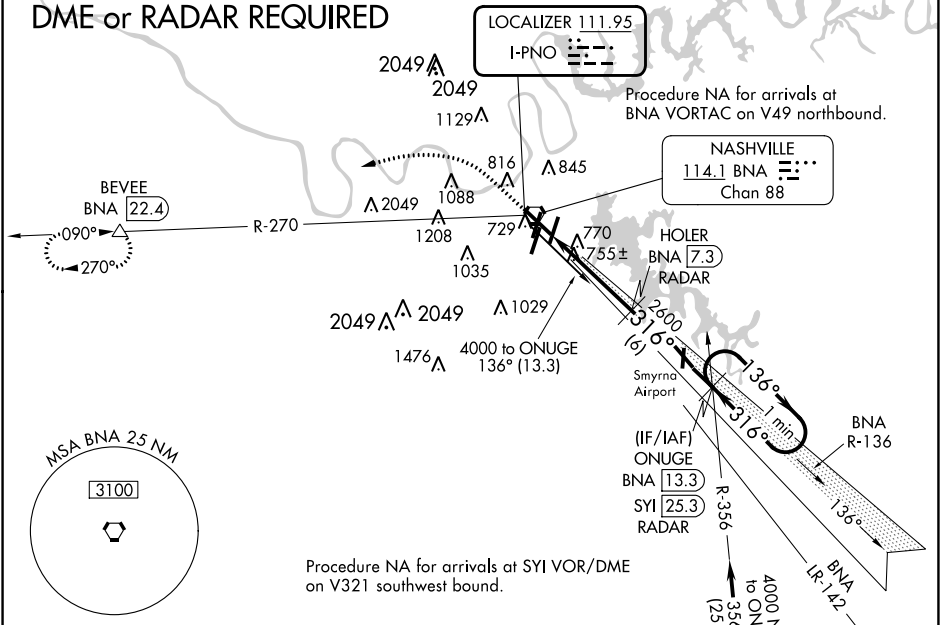 DME or RADAR REQUIRED
LOCALIZER 111.95
I-PNO
2049
2049
1129
Procedure NA for arrivals at
BNA VORTAC on V49 northbound.
NASHVILLE
114.1 BNA
Chan 88
816
845
BEVEE
BNA 22.4
1088
2049
R-270
090°
270°
1208
729
770
755±
1035
HOLER
BNA 7.3
RADAR
2049
2049
1029
1476
4000 to ONUGE
136° (13.3)
2600
316°
(6)
Smyrna
Airport
136°
1 min
316°
(IF/IAF)
ONUGE
BNA 13.3
SYI 25.3
RADAR
BNA
R-136
136°
R-356
BNA
LR-142
MSA BNA 25 NM
3100
Procedure NA for arrivals at SYI VOR/DME
on V321 southwest bound.
4000
to ON
356
(25